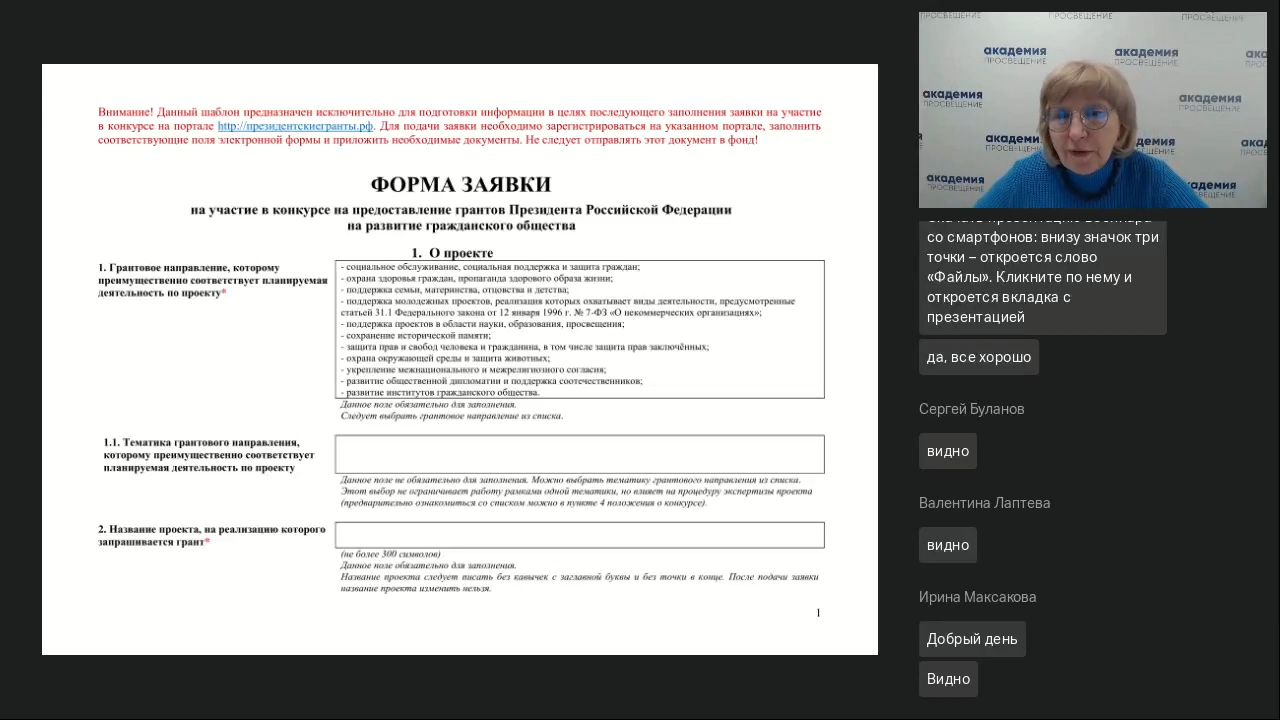 Внимание! Данный шаблон предназначен исключительно для подготовки информации в целях последующего заполнения заявки на участие
в конкурсе на портале http://президентскиегранты.рф. Для подачи заявки необходимо зарегистрироваться на указанном портале, заполнить
соответствующие поля электронной формы и приложить необходимые документы. Не следует отправлять этот документ в фонд!
ФОРМА ЗАЯВКИ
на участие в конкурсе на предоставление грантов Президента Российской Федерации
на развитие гражданского общества
1. О проекте
1. Грантовое направление, которому
преимущественно соответствует планируемая
деятельность по проекту*
- социальное обслуживание, социальная поддержка и защита граждан;
- охрана здоровья граждан, пропаганда здорового образа жизни;
- поддержка семьи, материнства, отцовства и детства;
- поддержка молодежных проектов, реализация которых охватывает виды деятельности, предусмотренные
статьей 31.1 Федерального закона от 12 января 1996 г. № 7-ФЗ «О некоммерческих организациях»;
- поддержка проектов в области науки, образования, просвещения;
- сохранение исторической памяти;
- защита прав и свобод человека и гражданина, в том числе защита прав заключённых;
- охрана окружающей среды и защита животных;
- укрепление межнационального и межрелигиозного согласия;
- развитие общественной дипломатии и поддержка соотечественников;
- развитие институтов гражданского общества.
Данное поле обязательно для заполнения.
Следует выбрать грантовое направление из списка.
1.1. Тематика грантового направления,
которому преимущественно соответствует
планируемая деятельность по проекту
Данное поле не обязательно для заполнения. Можно выбрать тематику грантового направления из списка.
Этот выбор не ограничивает работу рамками одной тематики, но влияет на процедуру экспертизы проекта
(предварительно ознакомиться со списком можно в пункте 4 положения о конкурсе).
2. Название проекта, на реализацию которого
запрашивается грант*
(не более 300 символов)
Данное поле обязательно для заполнения.
Название проекта следует писать без кавычек с заглавной буквы и без точки в конце. После подачи заявки
название проекта изменить нельзя.
1
ПРОСВЕЩЕНИЕ
ПРОСВЕЩЕНИЕ
ПРОСВЕЩЕНИЕ
академия
ПРОСВЕЩЕНИЕ
академия
ПРОСВЕЩЕНИЕ
академия
ПРОСВЕЩЕНИЕ
академия
ПРОСВЕЩЕНИЕ
академия
ПРОСВЕЩЕНИЕ
со смартфонов: внизу значок три
точки – откроется слово
«Файлы». Кликните по нему и
откроется вкладка с
презентацией
да, все хорошо
Сергей Буланов
видно
Валентина Лаптева
видно
Ирина Максакова
Добрый день
Видно